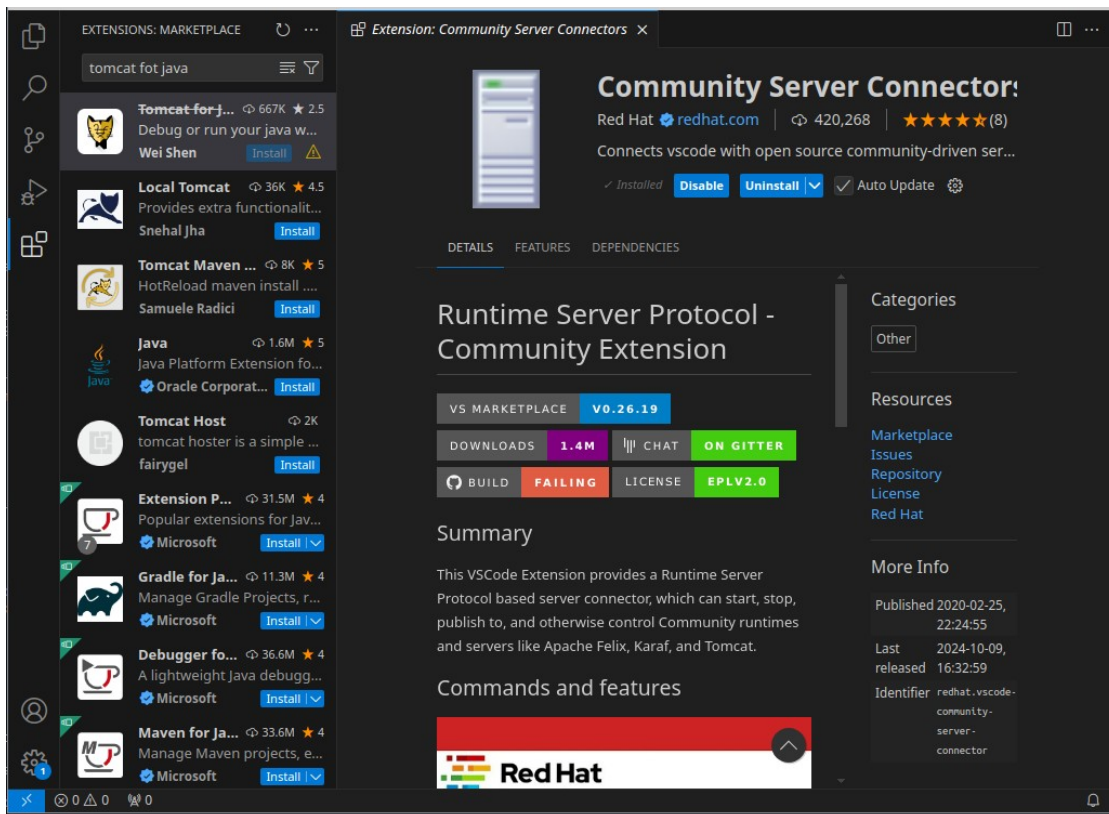 EXTENSIONS: MARKETPLACE
tomcat fot java
Tomcat for J... 667K ★ 2.5
Debug or run your java w...
Wei Shen Install
Local Tomcat 36K ★ 4.5
Provides extra functionalit...
Snehal Jha Install
Tomcat Maven ... 8K ★ 5
HotReload maven install ....
Samuele Radici Install
Java 1.6M ★ 5
Java Platform Extension fo...
Java
Oracle Corporat... Install
Tomcat Host 2K
tomcat hoster is a simple ...
fairygel Install
Extension P... 31.5M ★ 4
Popular extensions for Jav...
7
Microsoft Install
Gradle for Ja... 11.3M ★ 4
Manage Gradle Projects, r...
Microsoft Install
Debugger fo... 36.6M ★ 4
A lightweight Java debugg...
Microsoft Install
Maven for Ja... 33.6M ★ 4
M
Manage Maven projects, e...
Microsoft Install
1
Extension: Community Server Connectors ×
Community Server Connectors
Red Hat redhat.com | 420,268 | ★★★★★(8)
Connects vscode with open source community-driven ser...
✓ Installed Disable Uninstall Auto Update
DETAILS FEATURES DEPENDENCIES
Runtime Server Protocol -
Community Extension
VS MARKETPLACE V0.26.19
DOWNLOADS 1.4M CHAT ON GITTER
BUILD FAILING LICENSE EPLV2.0
Summary
This VSCode Extension provides a Runtime Server
Protocol based server connector, which can start, stop,
publish to, and otherwise control Community runtimes
and servers like Apache Felix, Karaf, and Tomcat.
Commands and features
Red Hat
Categories
Other
Resources
Marketplace
Issues
Repository
License
Red Hat
More Info
Published 2020-02-25,
22:24:55
Last 2024-10-09,
released 16:32:59
Identifier redhat.vscode-
community-
server-
connector
0 0 0